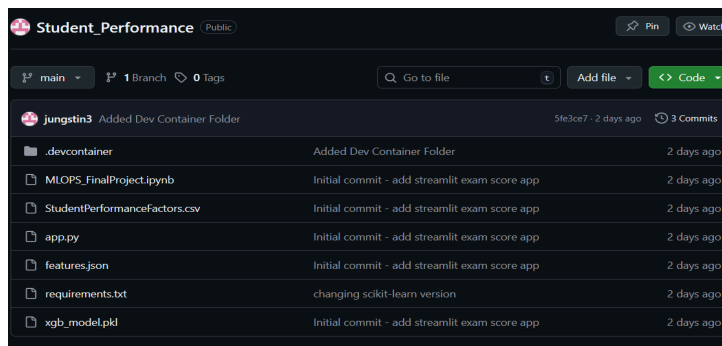 Student_Performance Public Pin Watch
main 1 Branch 0 Tags Go to file t Add file <> Code
jungstin3 Added Dev Container Folder 5fe3ce7 · 2 days ago 3 Commits
.devcontainer Added Dev Container Folder 2 days ago
MLOPS_FinalProject.ipynb Initial commit - add streamlit exam score app 2 days ago
StudentPerformanceFactors.csv Initial commit - add streamlit exam score app 2 days ago
app.py Initial commit - add streamlit exam score app 2 days ago
features.json Initial commit - add streamlit exam score app 2 days ago
requirements.txt changing scikit-learn version 2 days ago
xgb_model.pkl Initial commit - add streamlit exam score app 2 days ago